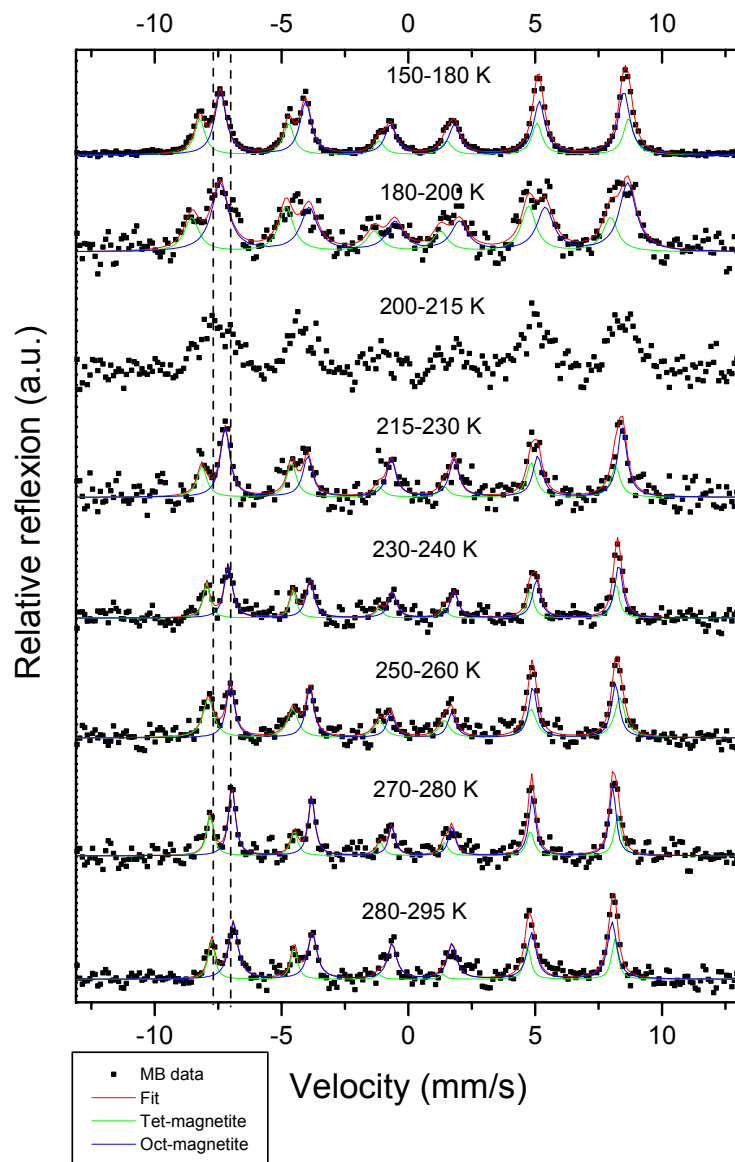 -10 -5 0 5 10
150-180 K
180-200 K
200-215 K
215-230 K
230-240 K
250-260 K
270-280 K
280-295 K
Relative reflexion (a.u.)
-10 -5 0 5 10
Velocity (mm/s)
MB data
Fit
Tet-magnetite
Oct-magnetite